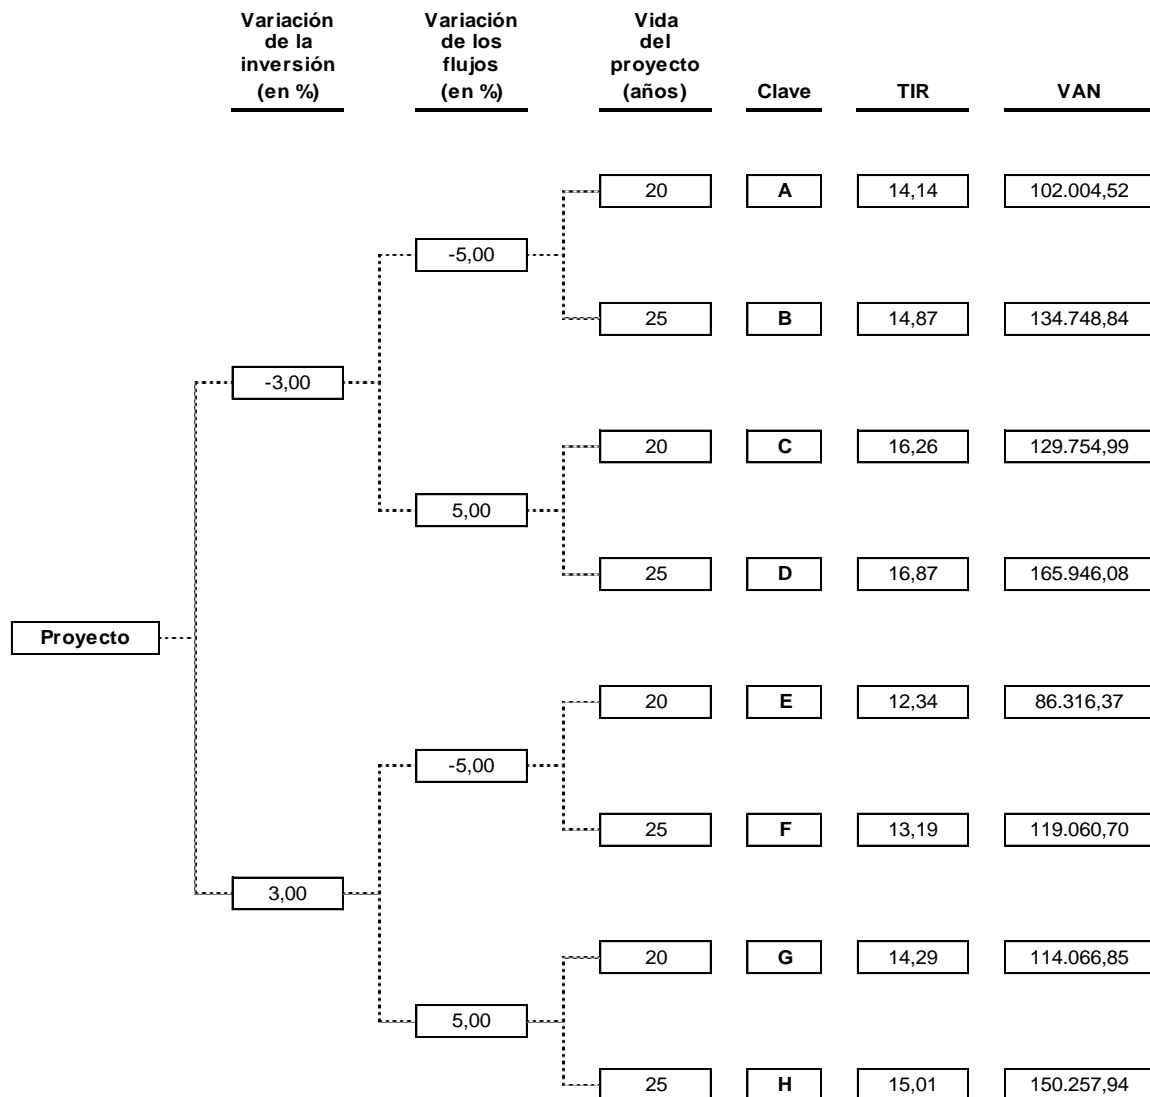 Variación
de la
inversión
(en %)
Variación
de los
flujos
(en %)
Vida
del
proyecto
(años)
Clave
TIR
VAN
20 A 14,14 102.004,52
-5,00
25 B 14,87 134.748,84
-3,00
20 C 16,26 129.754,99
5,00
25 D 16,87 165.946,08
Proyecto
20 E 12,34 86.316,37
-5,00
25 F 13,19 119.060,70
3,00
20 G 14,29 114.066,85
5,00
25 H 15,01 150.257,94